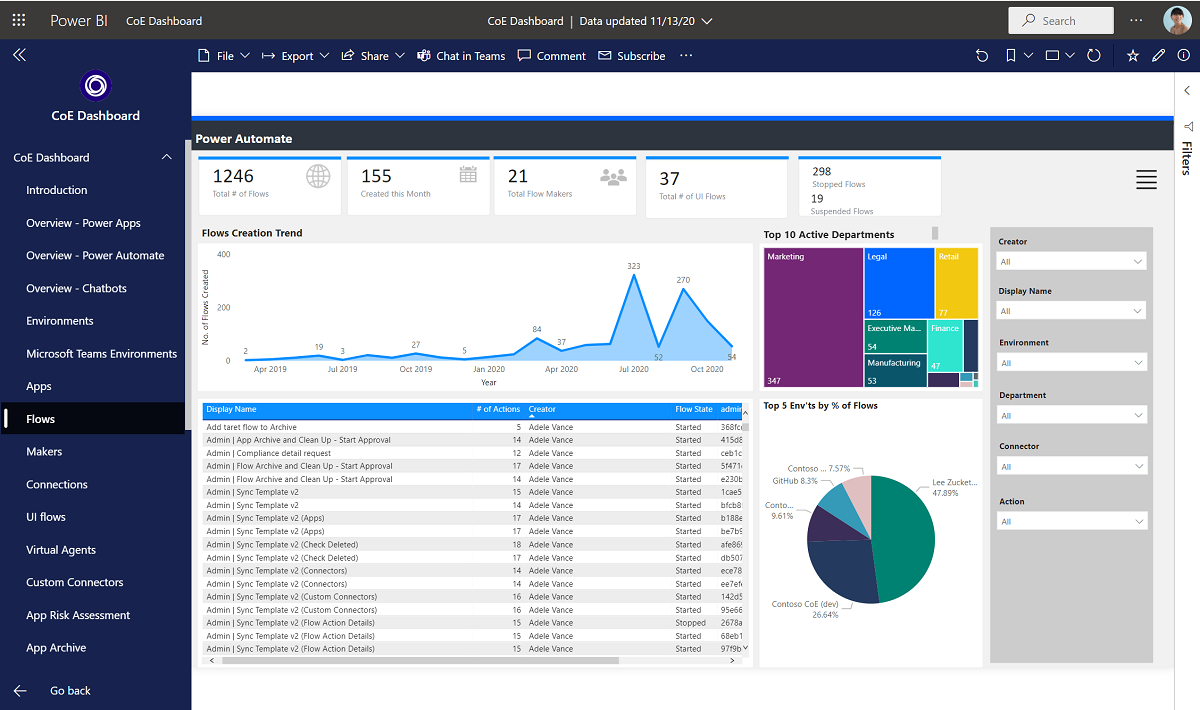 Power BI CoE Dashboard CoE Dashboard | Data updated 11/13/20 Search
File Export Share Chat in Teams Comment Subscribe
CoE Dashboard
CoE Dashboard
Introduction
Overview - Power Apps
Overview - Power Automate
Overview - Chatbots
Environments
Microsoft Teams Environments
Apps
Flows
Makers
Connections
UI flows
Virtual Agents
Custom Connectors
App Risk Assessment
App Archive
Go back
Power Automate
1246
Total # of Flows
155
Created this Month
21
Total Flow Makers
37
Total # of UI Flows
298
Stopped Flows
19
Suspended Flows
Flows Creation Trend
No. of Flows Created
400
200
0
2 19 3 27 5 84 37 323 52 270 54
Apr 2019 Jul 2019 Oct 2019 Jan 2020 Apr 2020 Jul 2020 Oct 2020
Year
Top 10 Active Departments
Marketing
347
Legal
126
Retail
77
Executive Ma...
54
Finance
47
Manufacturing
53
Display Name # of Actions Creator Flow State admin
Add taret flow to Archive 5 Adele Vance Started 368fc
Admin | App Archive and Clean Up - Start Approval 14 Adele Vance Started 415d8
Admin | Compliance detail request 12 Adele Vance Started ceb1c
Admin | Flow Archive and Clean Up - Start Approval 17 Adele Vance Started 5f471
Admin | Flow Archive and Clean Up - Start Approval 14 Adele Vance Started e230b
Admin | Sync Template v2 15 Adele Vance Started 1cae5
Admin | Sync Template v2 14 Adele Vance Started bfcb8
Admin | Sync Template v2 (Apps) 17 Adele Vance Started b188e
Admin | Sync Template v2 (Apps) 17 Adele Vance Started be7b9
Admin | Sync Template v2 (Check Deleted) 18 Adele Vance Started afe86
Admin | Sync Template v2 (Check Deleted) 17 Adele Vance Started db507
Admin | Sync Template v2 (Connectors) 14 Adele Vance Started ece78
Admin | Sync Template v2 (Connectors) 14 Adele Vance Started ee7ef
Admin | Sync Template v2 (Custom Connectors) 16 Adele Vance Started 142d5
Admin | Sync Template v2 (Custom Connectors) 16 Adele Vance Started 95e66
Admin | Sync Template v2 (Flow Action Details) 15 Adele Vance Stopped 2678a
Admin | Sync Template v2 (Flow Action Details) 15 Adele Vance Started 68eb1
Admin | Sync Template v2 (Flow Action Details) 15 Adele Vance Started 97f9b
Top 5 Env'ts by % of Flows
Contoso ... 7.57%
GitHub 8.3%
Conto...
9.61%
Lee Zucket...
47.89%
Contoso CoE (dev)
26.64%
Creator
All
Display Name
All
Environment
All
Department
All
Connector
All
Action
All
Filters